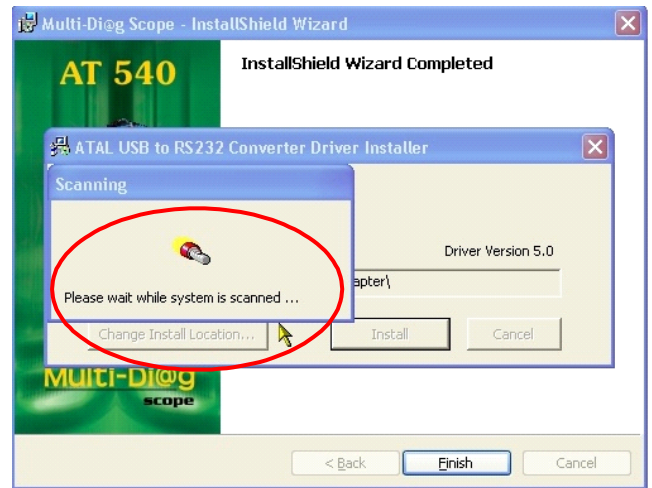 Multi-Di@g Scope - InstallShield Wizard
AT 540
InstallShield Wizard Completed
ATAL USB to RS232 Converter Driver Installer
Scanning
Driver Version 5.0
apter\
Please wait while system is scanned ...
Change Install Location...
Install
Cancel
Multi-Di@g
scope
< Back
Finish
Cancel